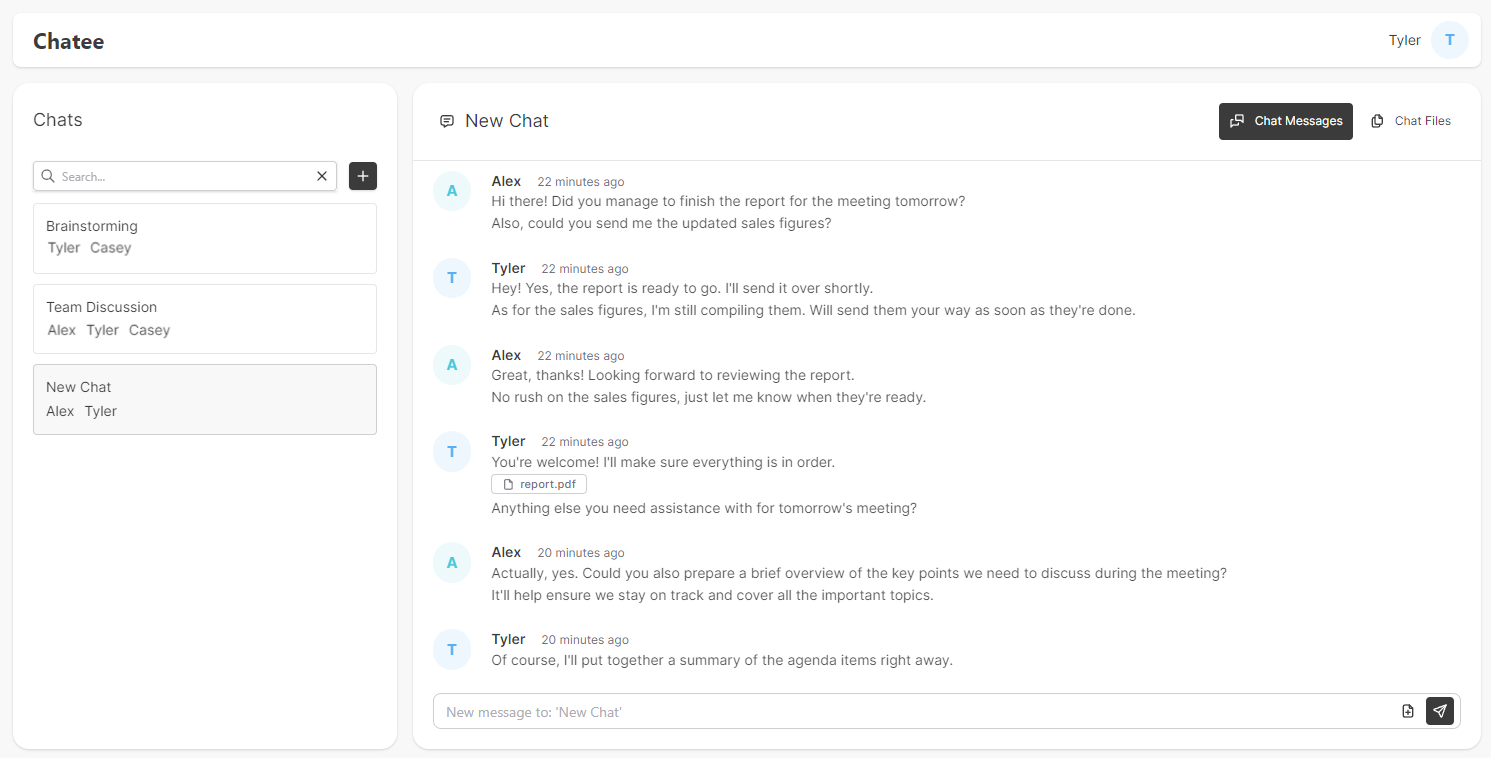 Chatee
Tyler T
Chats
Search...
Brainstorming
Tyler Casey
Team Discussion
Alex Tyler Casey
New Chat
Alex Tyler
New Chat
Chat Messages Chat Files
A Alex 22 minutes ago
Hi there! Did you manage to finish the report for the meeting tomorrow?
Also, could you send me the updated sales figures?
T Tyler 22 minutes ago
Hey! Yes, the report is ready to go. I'll send it over shortly.
As for the sales figures, I'm still compiling them. Will send them your way as soon as they're done.
A Alex 22 minutes ago
Great, thanks! Looking forward to reviewing the report.
No rush on the sales figures, just let me know when they're ready.
T Tyler 22 minutes ago
You're welcome! I'll make sure everything is in order.
report.pdf
Anything else you need assistance with for tomorrow's meeting?
A Alex 20 minutes ago
Actually, yes. Could you also prepare a brief overview of the key points we need to discuss during the meeting?
It'll help ensure we stay on track and cover all the important topics.
T Tyler 20 minutes ago
Of course, I'll put together a summary of the agenda items right away.
New message to: 'New Chat'